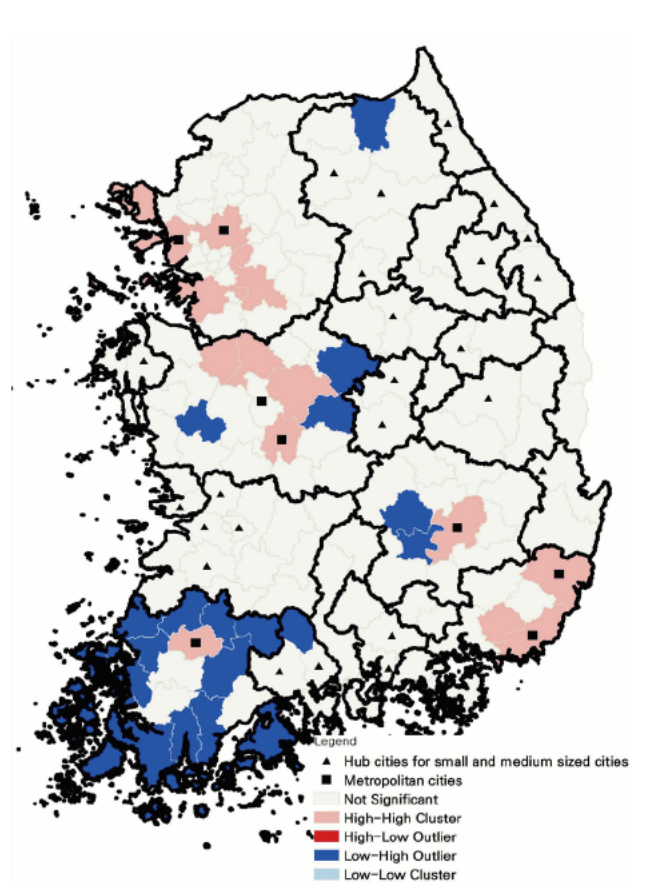 Legend
Hub cities for small and medium sized cities
Metropolitan cities
Not Significant
High-High Cluster
High-Low Outlier
Low-High Outlier
Low-Low Cluster